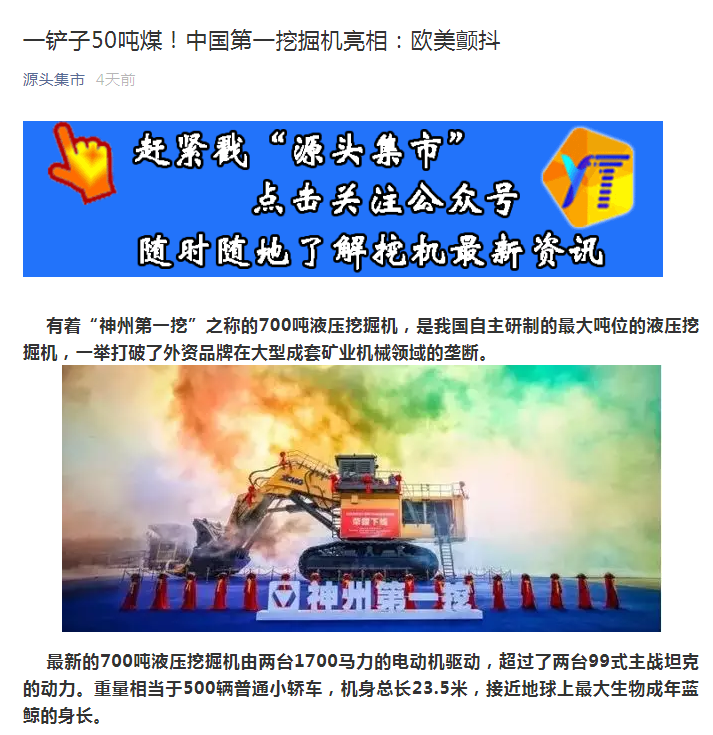 一铲子50吨煤！中国第一挖掘机亮相：欧美颤抖
源头集市 4天前
赶紧戳“源头集市”
点击关注公众号
随时随地了解挖机最新资讯
YT
有着“神州第一挖”之称的700吨液压挖掘机，是我国自主研制的最大吨位的液压挖
掘机，一举打破了外资品牌在大型成套矿业机械领域的垄断。
XCMG
荣耀下线
神州第一挖
最新的700吨液压挖掘机由两台1700马力的电动机驱动，超过了两台99式主战坦克
的动力。重量相当于500辆普通小轿车，机身总长23.5米，接近地球上最大生物成年蓝
鲸的身长。